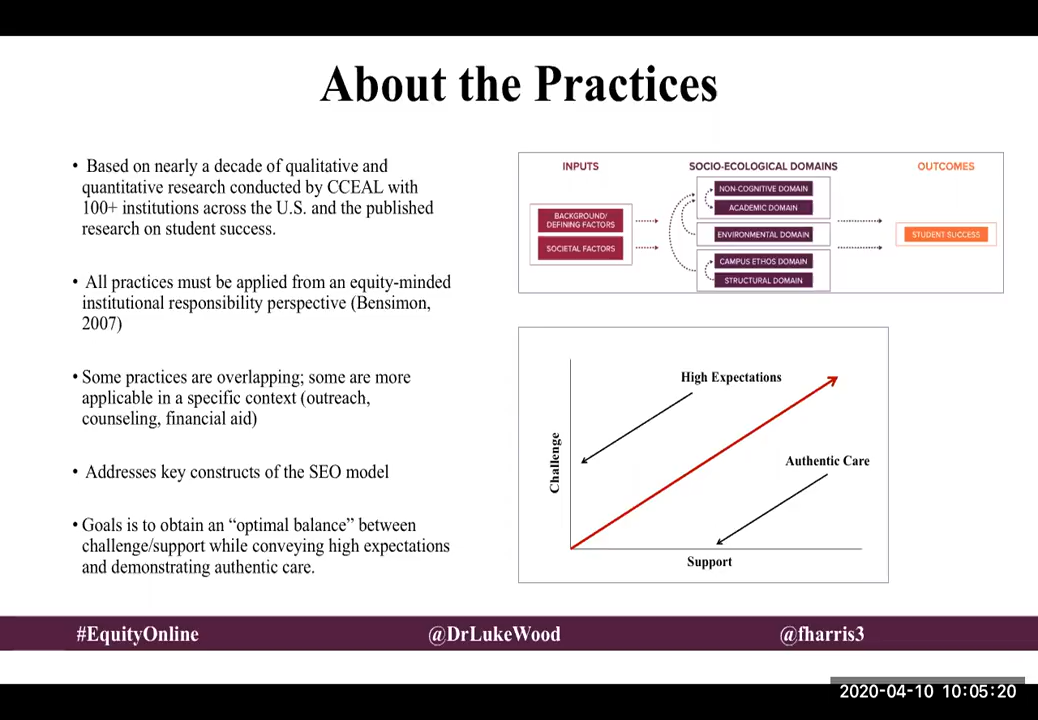 About the Practices
• Based on nearly a decade of qualitative and
quantitative research conducted by CCEAL with
100+ institutions across the U.S. and the published
research on student success.
• All practices must be applied from an equity-minded
institutional responsibility perspective (Bensimon,
2007)
• Some practices are overlapping; some are more
applicable in a specific context (outreach,
counseling, financial aid)
• Addresses key constructs of the SEO model
• Goals is to obtain an “optimal balance” between
challenge/support while conveying high expectations
and demonstrating authentic care.
INPUTS
BACKGROUND/
DEFINING FACTORS
SOCIETAL FACTORS
SOCIO-ECOLOGICAL DOMAINS
NON-COGNITIVE DOMAIN
ACADEMIC DOMAIN
ENVIRONMENTAL DOMAIN
CAMPUS ETHOS DOMAIN
STRUCTURAL DOMAIN
OUTCOMES
STUDENT SUCCESS
High Expectations
Challenge
Authentic Care
Support
#EquityOnline
@DrLukeWood
@fharris3
2020-04-10 10:05:20